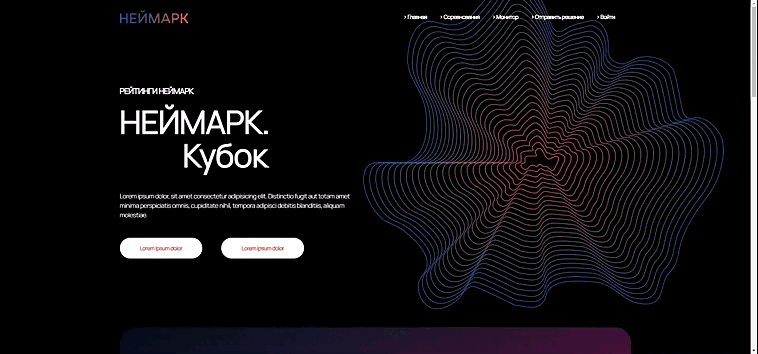 НЕЙМАРК
› Главная › Соревнования › Монитор › Отправить решение › Войти
РЕЙТИНГИ НЕЙМАРК
НЕЙМАРК.
Кубок
Lorem ipsum dolor, sit amet consectetur adipisicing elit. Distinctio fugit aut totam amet
minima perspiciatis omnis, cupiditate nihil, tempora adipisci debitis blanditiis, aliquam
molestiae.
Lorem ipsum dolor Lorem ipsum dolor